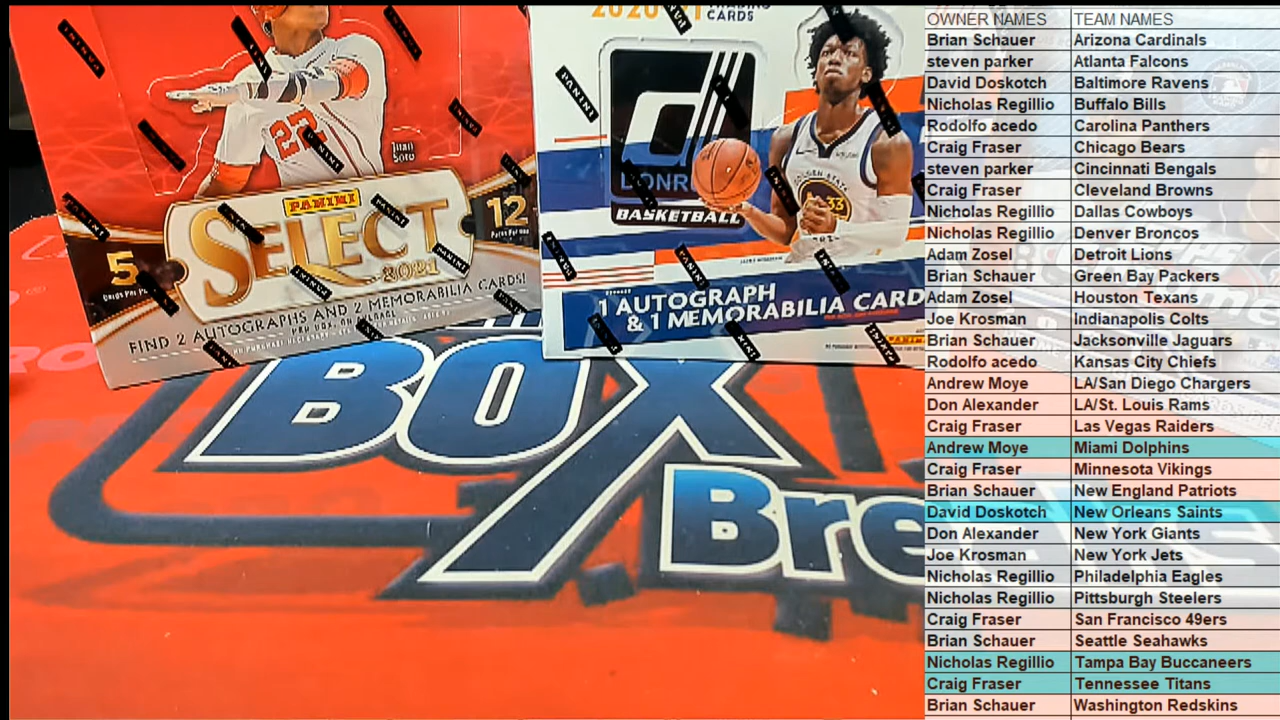 2020-21
CARDS
PANINI
Juan
Soto
22
PANINI
SELECT
2021
5
12
FIND 2 AUTOGRAPHS AND 2 MEMORABILIA CARDS!
BASKETBALL
33
1 AUTOGRAPH
& 1 MEMORABILIA CARD
BOX
Bre
OWNER NAMES TEAM NAMES
Brian Schauer Arizona Cardinals
steven parker Atlanta Falcons
David Doskotch Baltimore Ravens
Nicholas Regillio Buffalo Bills
Rodolfo acedo Carolina Panthers
Craig Fraser Chicago Bears
steven parker Cincinnati Bengals
Craig Fraser Cleveland Browns
Nicholas Regillio Dallas Cowboys
Nicholas Regillio Denver Broncos
Adam Zosel Detroit Lions
Brian Schauer Green Bay Packers
Adam Zosel Houston Texans
Joe Krosman Indianapolis Colts
Brian Schauer Jacksonville Jaguars
Rodolfo acedo Kansas City Chiefs
Andrew Moye LA/San Diego Chargers
Don Alexander LA/St. Louis Rams
Craig Fraser Las Vegas Raiders
Andrew Moye Miami Dolphins
Craig Fraser Minnesota Vikings
Brian Schauer New England Patriots
David Doskotch New Orleans Saints
Don Alexander New York Giants
Joe Krosman New York Jets
Nicholas Regillio Philadelphia Eagles
Nicholas Regillio Pittsburgh Steelers
Craig Fraser San Francisco 49ers
Brian Schauer Seattle Seahawks
Nicholas Regillio Tampa Bay Buccaneers
Craig Fraser Tennessee Titans
Brian Schauer Washington Redskins